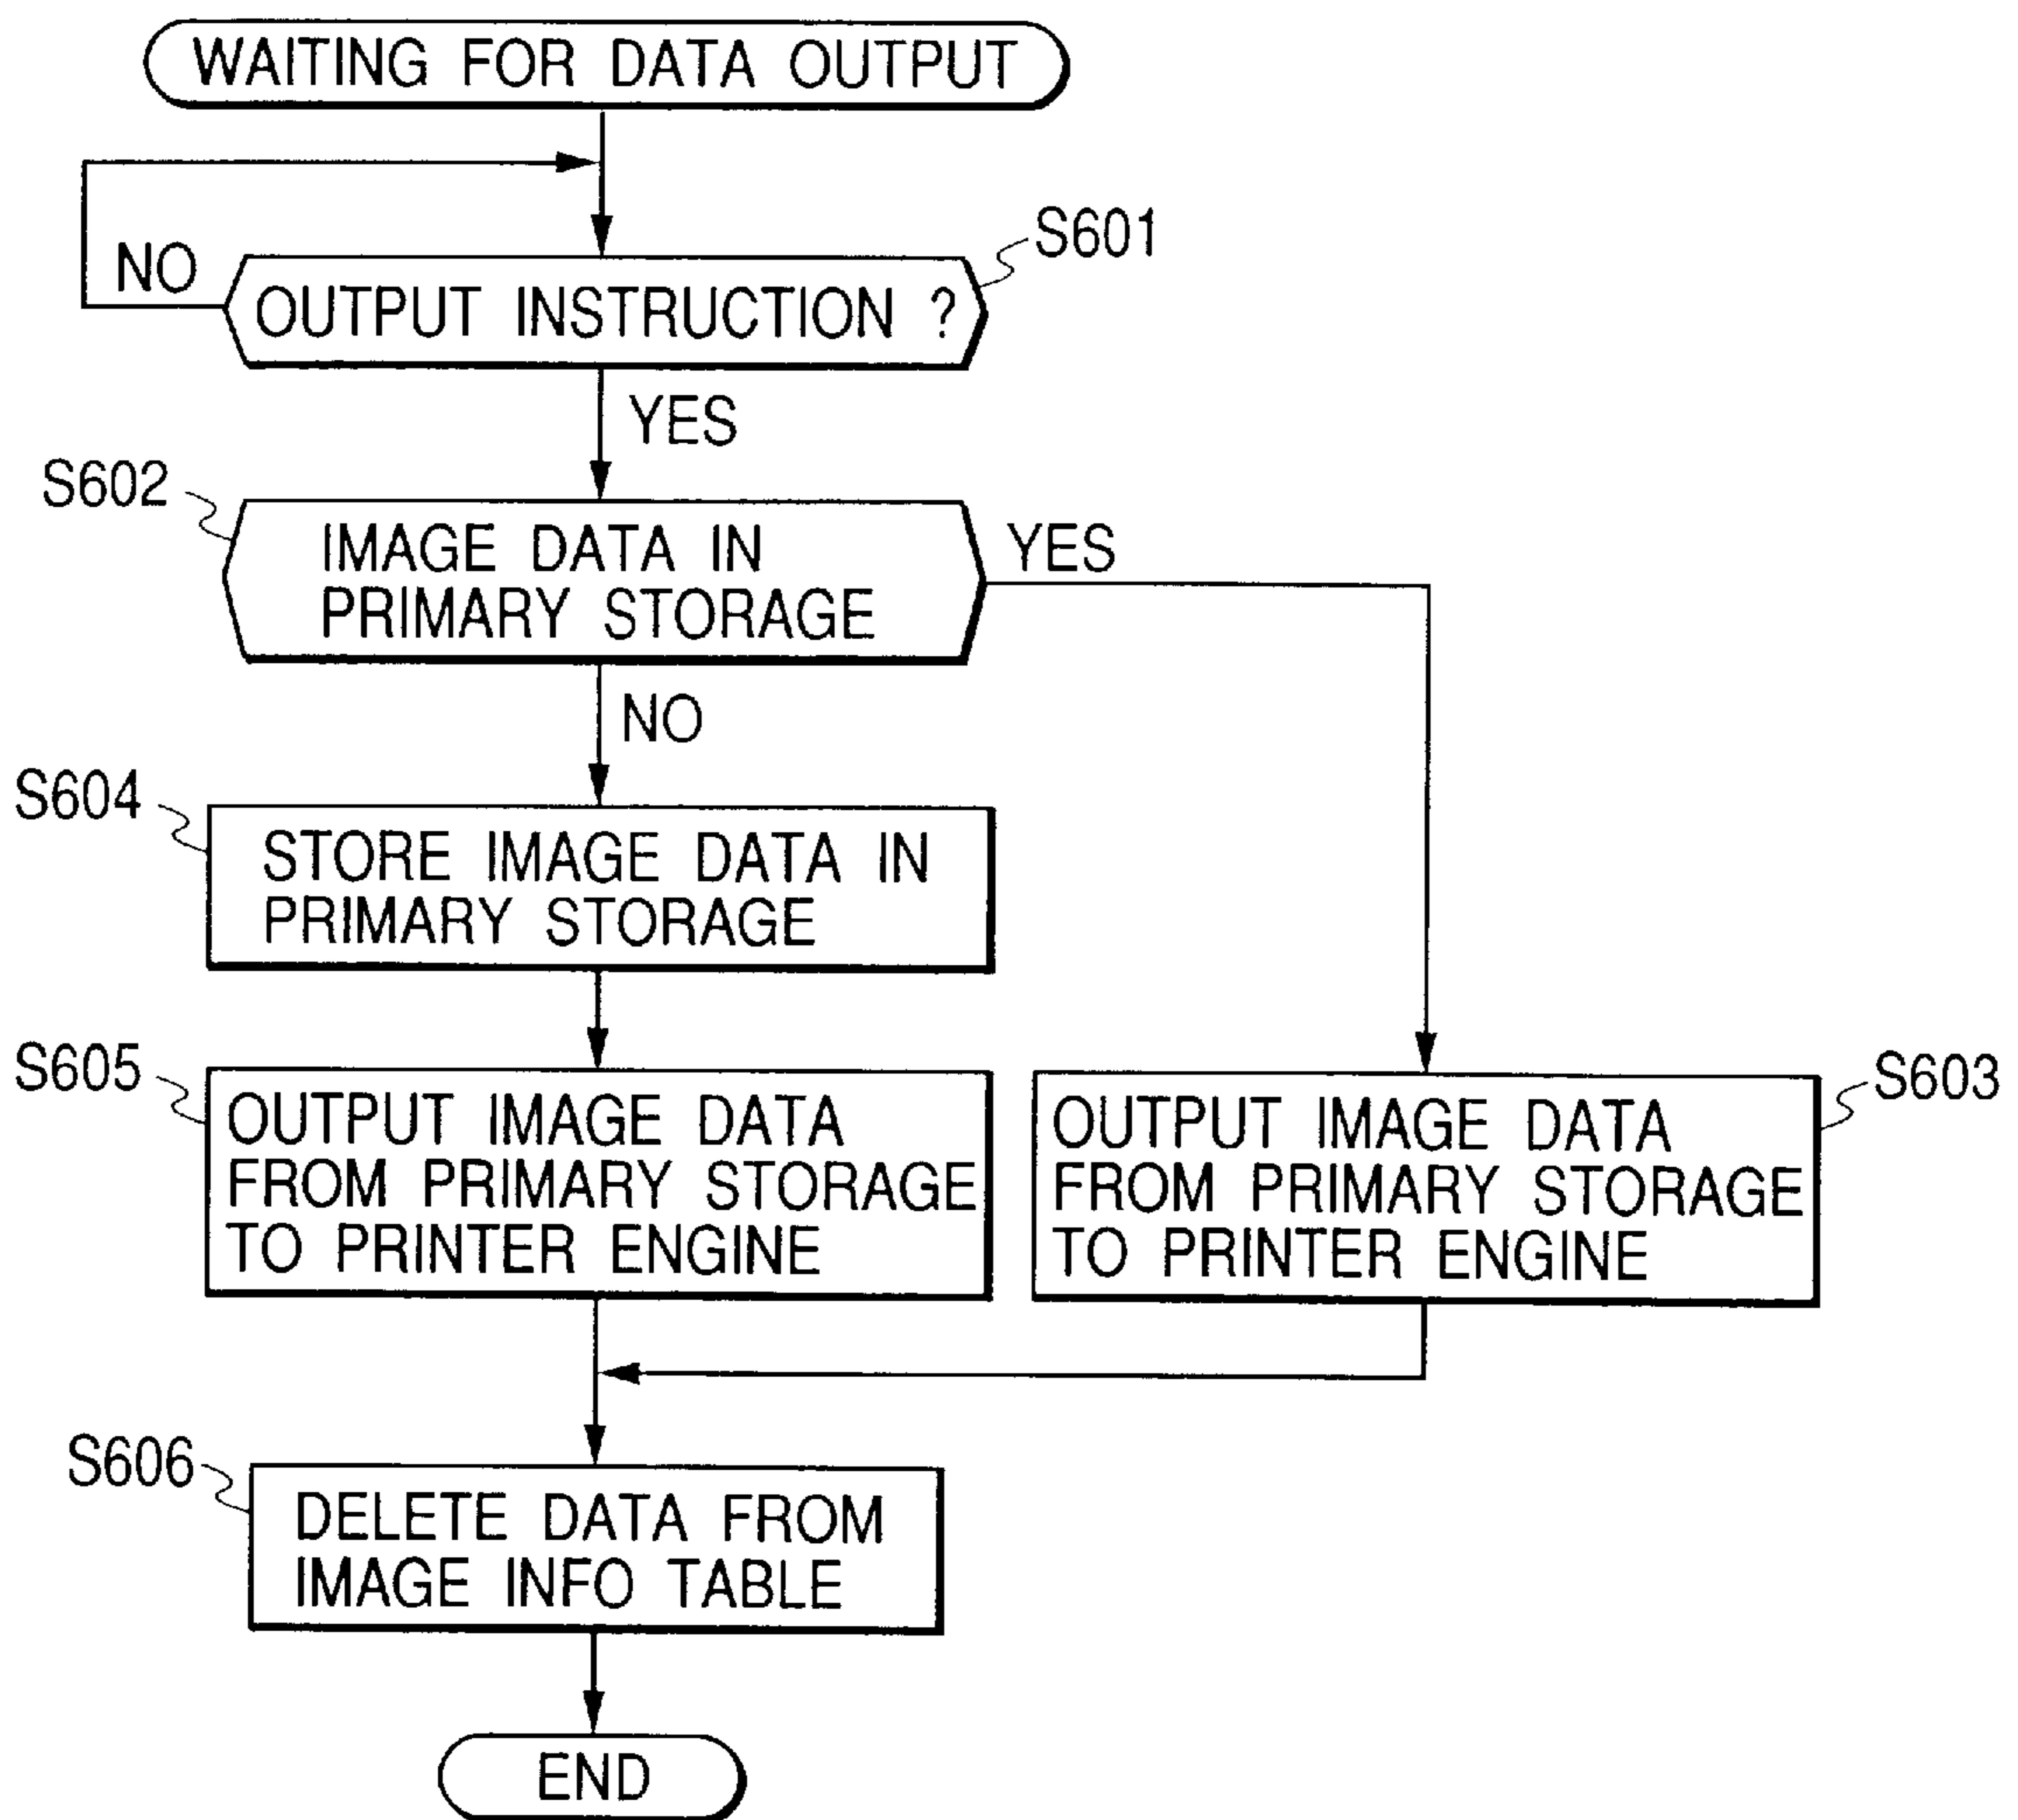 WAITING FOR DATA OUTPUT
S601
NO
OUTPUT INSTRUCTION ?
YES
S602
IMAGE DATA IN
PRIMARY STORAGE
YES
NO
S604
STORE IMAGE DATA IN
PRIMARY STORAGE
S605
OUTPUT IMAGE DATA
FROM PRIMARY STORAGE
TO PRINTER ENGINE
S603
OUTPUT IMAGE DATA
FROM PRIMARY STORAGE
TO PRINTER ENGINE
S606
DELETE DATA FROM
IMAGE INFO TABLE
END